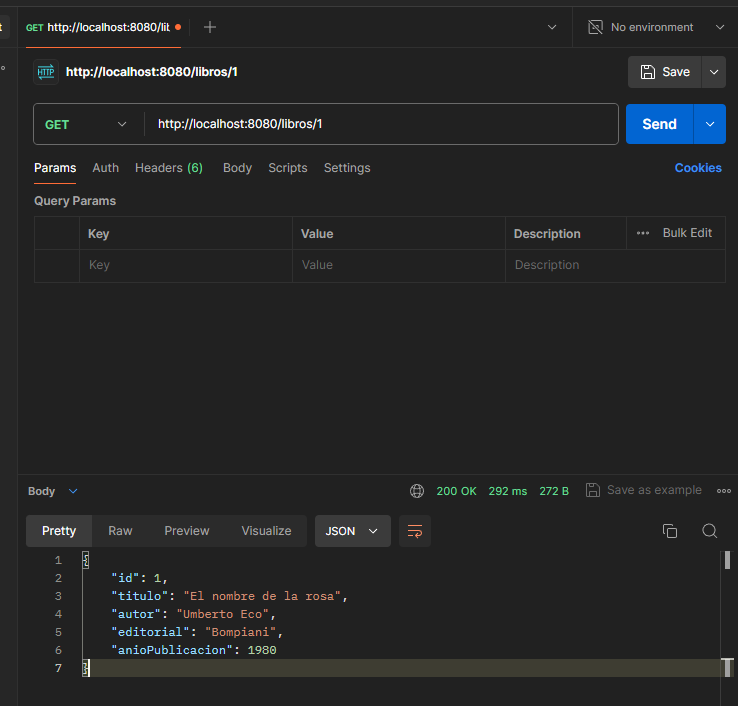 t GET http://localhost:8080/lib No environment
HTTP http://localhost:8080/libros/1 Save
GET http://localhost:8080/libros/1 Send
Params Auth Headers (6) Body Scripts Settings Cookies
Query Params
Key Value Description ••• Bulk Edit
Key Value Description
Body 200 OK 292 ms 272 B Save as example
Pretty Raw Preview Visualize JSON
1 {
2 "id": 1,
3 "titulo": "El nombre de la rosa",
4 "autor": "Umberto Eco",
5 "editorial": "Bompiani",
6 "anioPublicacion": 1980
7 }